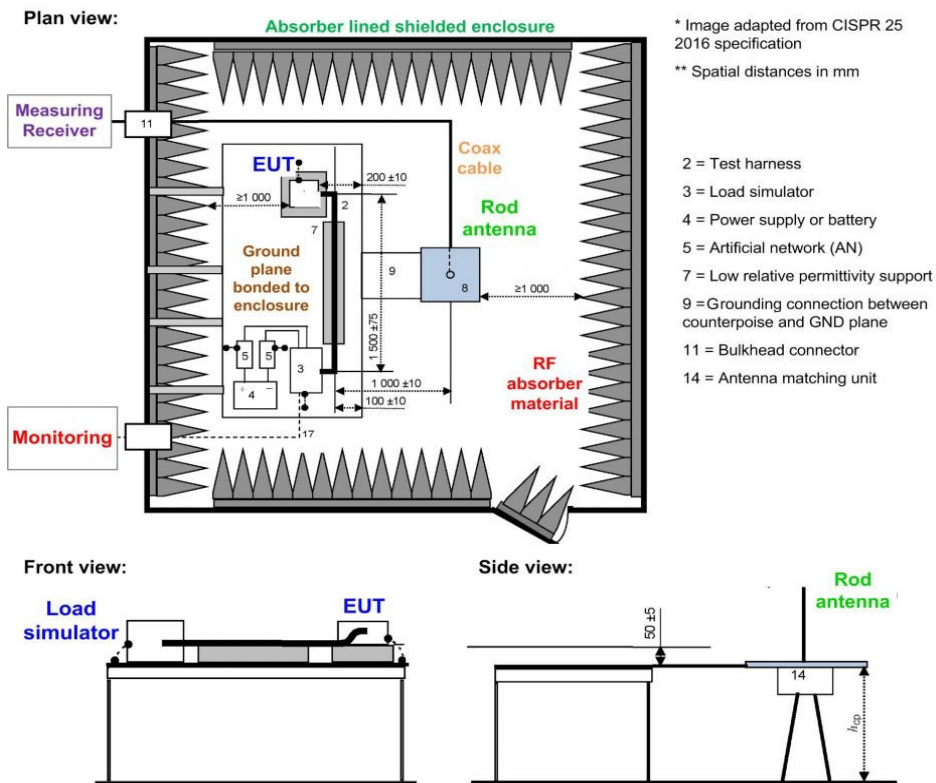 Plan view:
Absorber lined shielded enclosure
* Image adapted from CISPR 25
2016 specification
** Spatial distances in mm
Measuring
Receiver
11
EUT
Coax
cable
200 ±10
≥1 000
2
Rod
antenna
7
Ground
plane
bonded to
enclosure
9
8
≥1 000
1 500 ±75
5
5
3
+
−
4
1 000 ±10
100 ±10
RF
absorber
material
Monitoring
17
2 = Test harness
3 = Load simulator
4 = Power supply or battery
5 = Artificial network (AN)
7 = Low relative permittivity support
9 =Grounding connection between
counterpoise and GND plane
11 = Bulkhead connector
14 = Antenna matching unit
Front view:
Load
simulator
EUT
Side view:
Rod
antenna
50 ±5
14
hcp